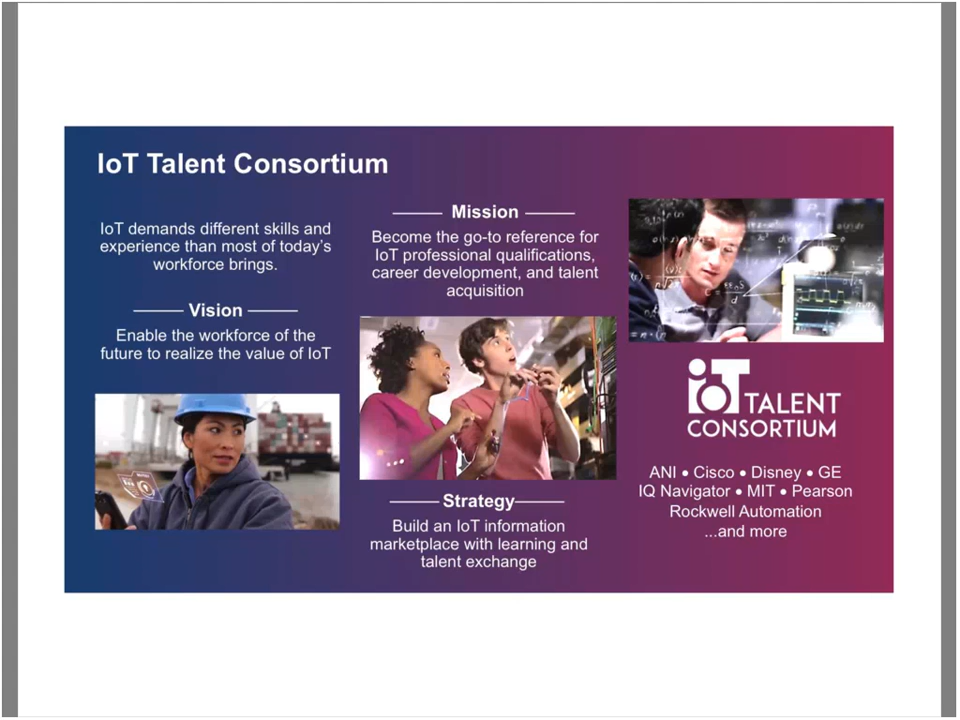 IoT Talent Consortium
IoT demands different skills and
experience than most of today's
workforce brings.
Vision
Enable the workforce of the
future to realize the value of IoT
Mission
Become the go-to reference for
IoT professional qualifications,
career development, and talent
acquisition
Strategy
Build an IoT information
marketplace with learning and
talent exchange
IoT TALENT
CONSORTIUM
ANI • Cisco • Disney • GE
IQ Navigator • MIT • Pearson
Rockwell Automation
...and more